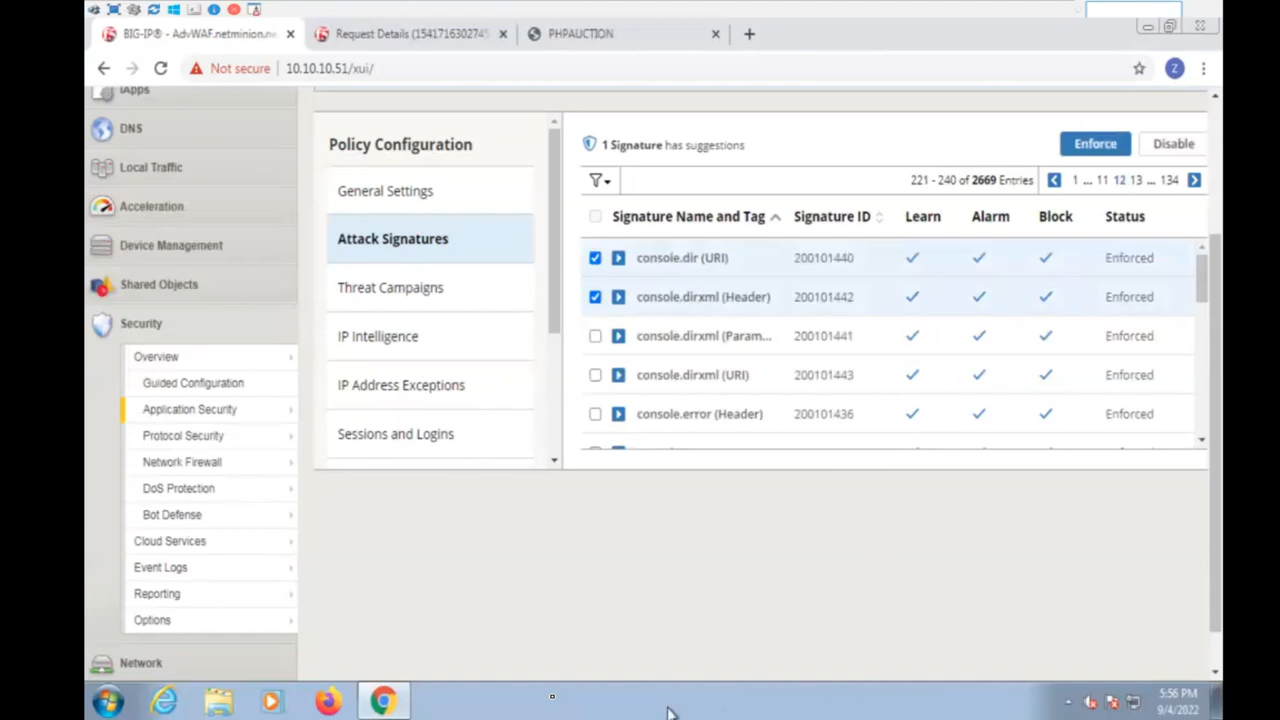 BIG-IP® - AdvWAF.netminion.ne
Request Details (1541716302745
PHPAUCTION
Not secure
10.10.10.51/xui/
Z
iApps
DNS
Local Traffic
Acceleration
Device Management
Shared Objects
Security
Overview
Guided Configuration
Application Security
Protocol Security
Network Firewall
DoS Protection
Bot Defense
Cloud Services
Event Logs
Reporting
Options
Network
Policy Configuration
General Settings
Attack Signatures
Threat Campaigns
IP Intelligence
IP Address Exceptions
Sessions and Logins
1 Signature has suggestions
Enforce
Disable
221 - 240 of 2669 Entries
1 ... 11 12 13 ... 134
Signature Name and Tag Signature ID Learn Alarm Block Status
console.dir (URI) 200101440 Enforced
console.dirxml (Header) 200101442 Enforced
console.dirxml (Param... 200101441 Enforced
console.dirxml (URI) 200101443 Enforced
console.error (Header) 200101436 Enforced
5:56 PM
9/4/2022